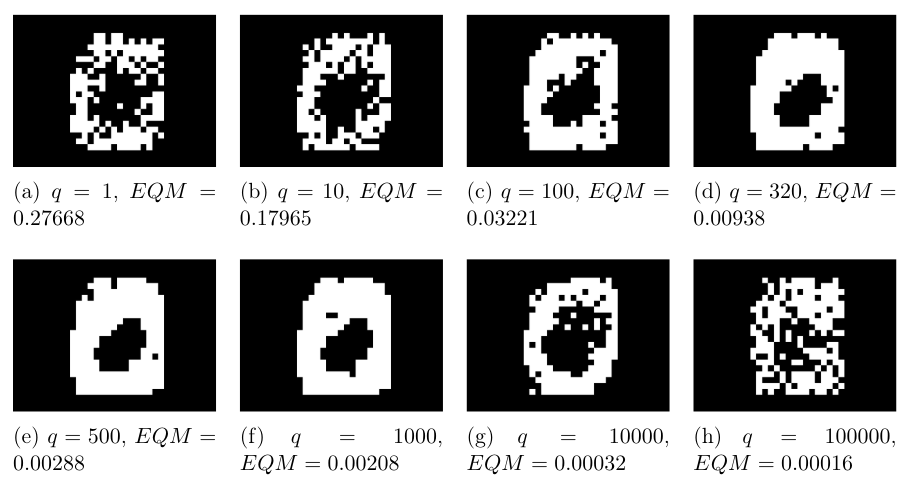 (a) q = 1, EQM =
0.27668
(b) q = 10, EQM =
0.17965
(c) q = 100, EQM =
0.03221
(d) q = 320, EQM =
0.00938
(e) q = 500, EQM =
0.00288
(f) q = 1000,
EQM = 0.00208
(g) q = 10000,
EQM = 0.00032
(h) q = 100000,
EQM = 0.00016